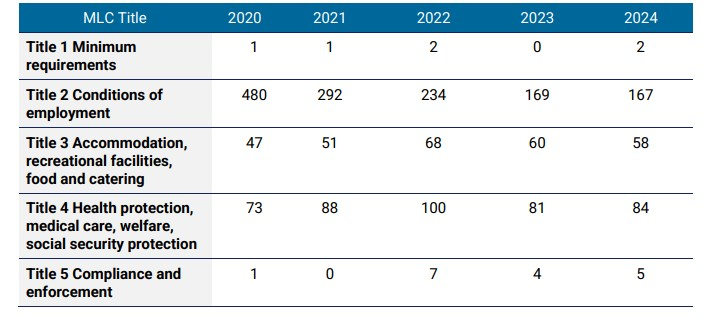 MLC Title 2020 2021 2022 2023 2024
Title 1 Minimum 1 1 2 0 2
requirements
Title 2 Conditions of 480 292 234 169 167
employment
Title 3 Accommodation, 47 51 68 60 58
recreational facilities,
food and catering
Title 4 Health protection, 73 88 100 81 84
medical care, welfare,
social security protection
Title 5 Compliance and 1 0 7 4 5
enforcement